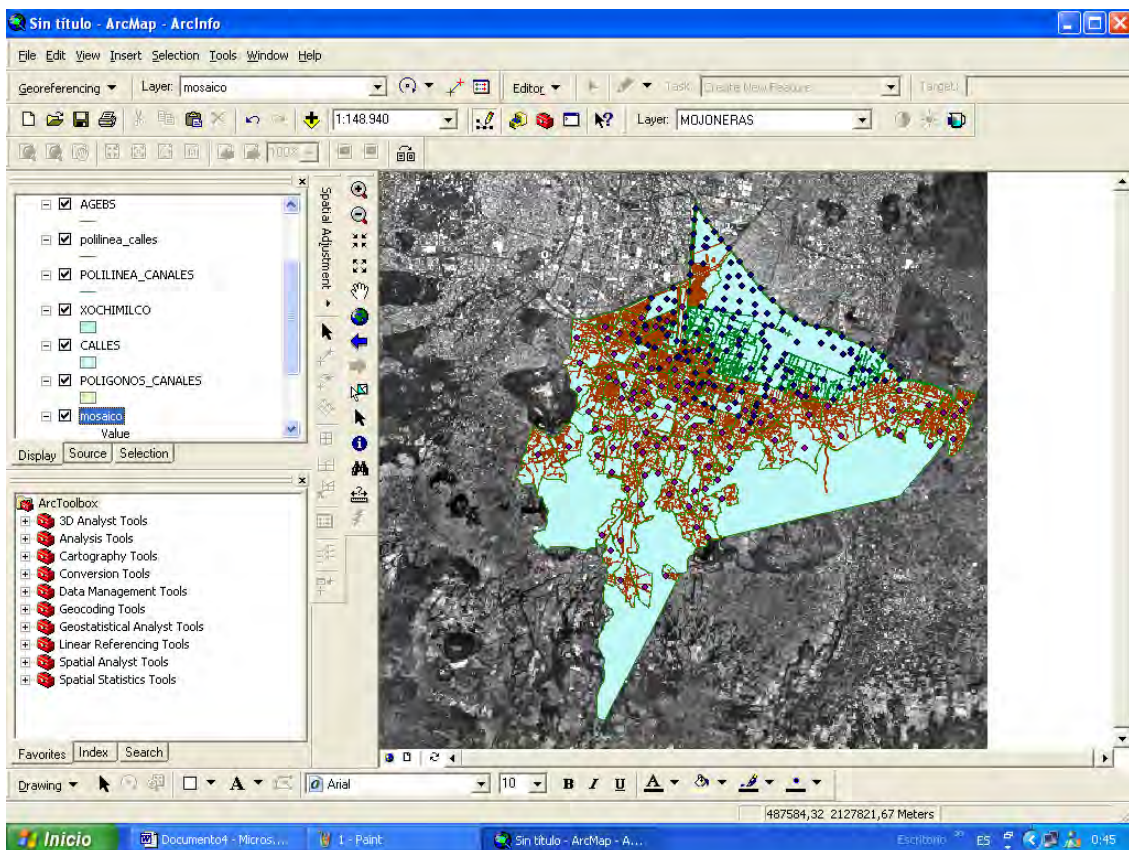 Sin título - ArcMap - ArcInfo
File Edit View Insert Selection Tools Window Help
Georeferencing Layer: mosaico Editor Task: Create New Feature Target:
1:148.940 Layer: MOJONERAS
100%
AGEBS
polilinea_calles
POLILINEA_CANALES
XOCHIMILCO
CALLES
POLIGONOS_CANALES
mosaico
Value
Display Source Selection
Spatial Adjustment
ArcToolbox
3D Analyst Tools
Analysis Tools
Cartography Tools
Conversion Tools
Data Management Tools
Geocoding Tools
Geostatistical Analyst Tools
Linear Referencing Tools
Spatial Analyst Tools
Spatial Statistics Tools
Favorites Index Search
Drawing A Arial 10 B I U A
487584,32 2127821,67 Meters
Inicio Documento4 - Micros... 1 - Paint Sin título - ArcMap - A... Escritorio ES 0:45